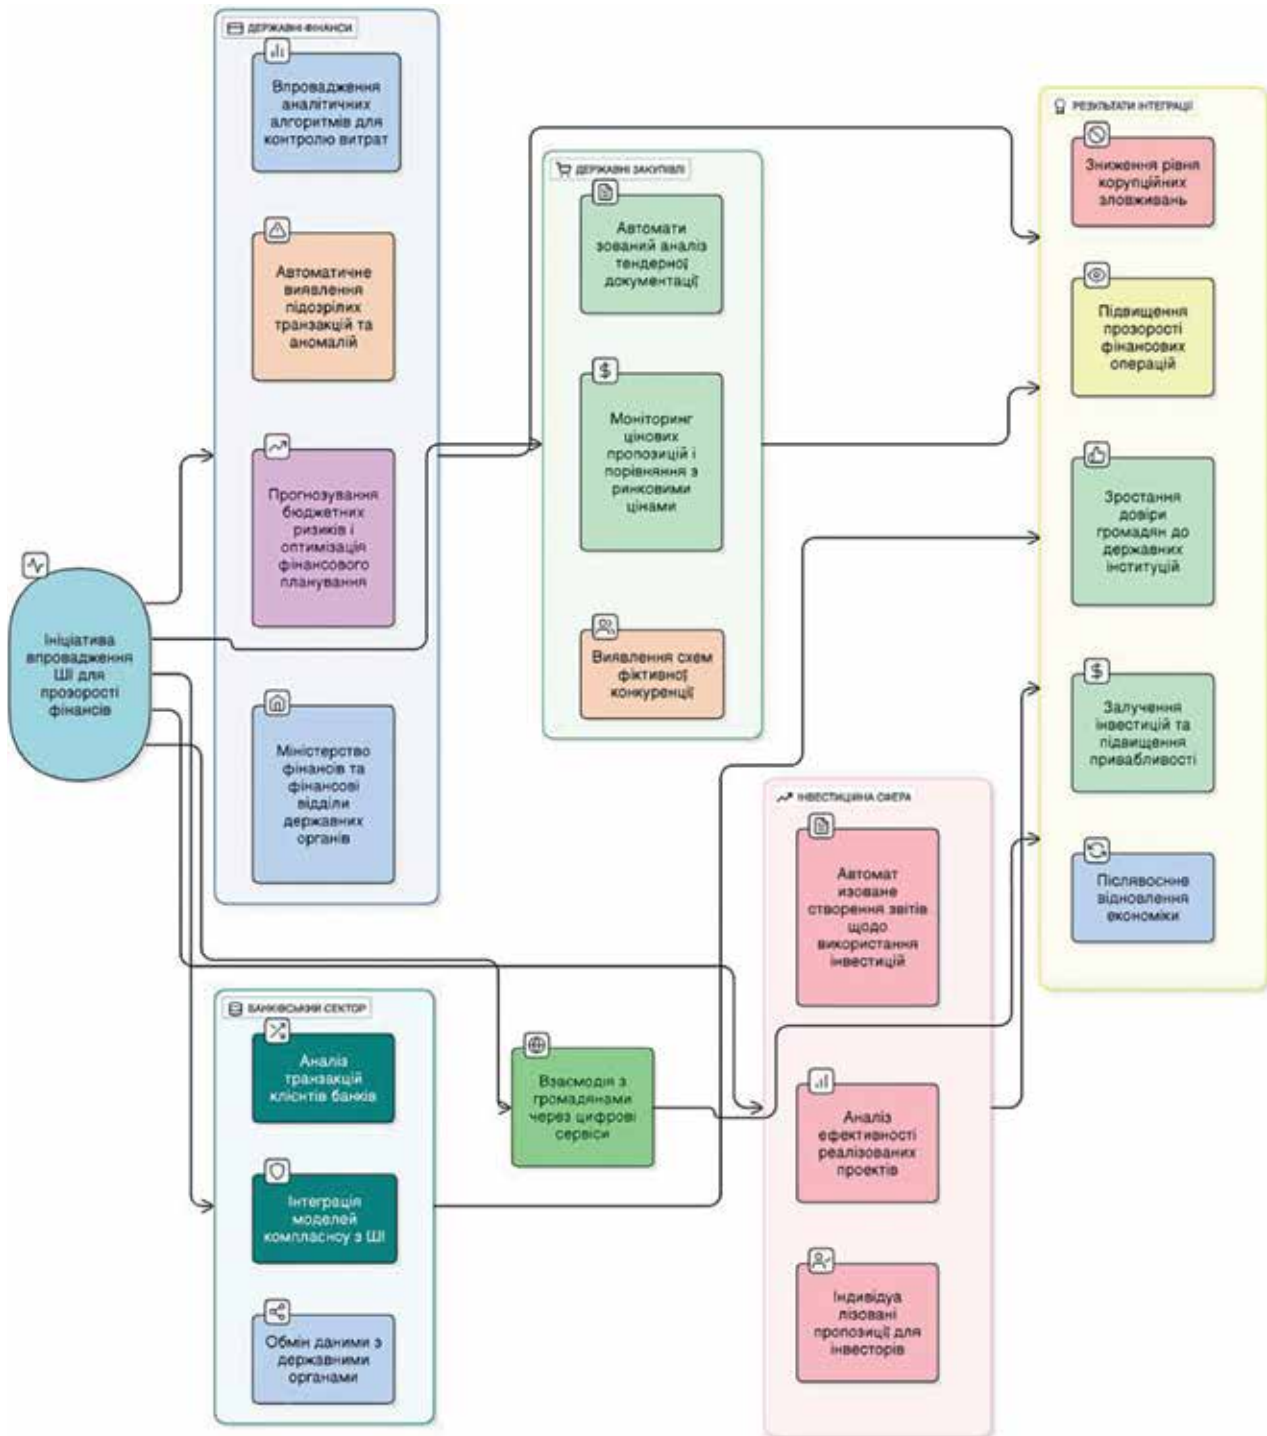 Ініціатива
впровадження
ШІ для
прозорості
фінансів
ДЕРЖАВНІ ФІНАНСИ
Впровадження
аналітичних
алгоритмів для
контролю витрат
Автоматичне
виявлення
підозрілих
транзакцій та
аномалій
Прогнозування
бюджетних
ризиків і
оптимізація
фінансового
планування
Міністерство
фінансів та
фінансові
відділи
державних
органів
ДЕРЖАВНІ ЗАКУПІВЛІ
Автомати
зований аналіз
тендерної
документації
Моніторинг
цінових
пропозицій і
порівняння з
ринковими
цінами
Виявлення схем
фіктивної
конкуренції
БАНКІВСЬКИЙ СЕКТОР
Аналіз
транзакцій
клієнтів банків
Інтеграція
моделей
комплаєнсу з ШІ
Обмін даними з
державними
органами
Взаємодія з
громадянами
через цифрові
сервіси
ІНВЕСТИЦІЙНА СФЕРА
Автомат
изоване
створення звітів
щодо
використання
інвестицій
Аналіз
ефективності
реалізованих
проектів
Індивідуа
лізовані
пропозиції для
інвесторів
РЕЗУЛЬТАТИ ІНТЕГРАЦІЇ
Зниження рівня
корупційних
зловживань
Підвищення
прозорості
фінансових
операцій
Зростання
довіри
громадян до
державних
інституцій
Залучення
інвестицій та
підвищення
привабливості
Післявоєнне
відновлення
економіки